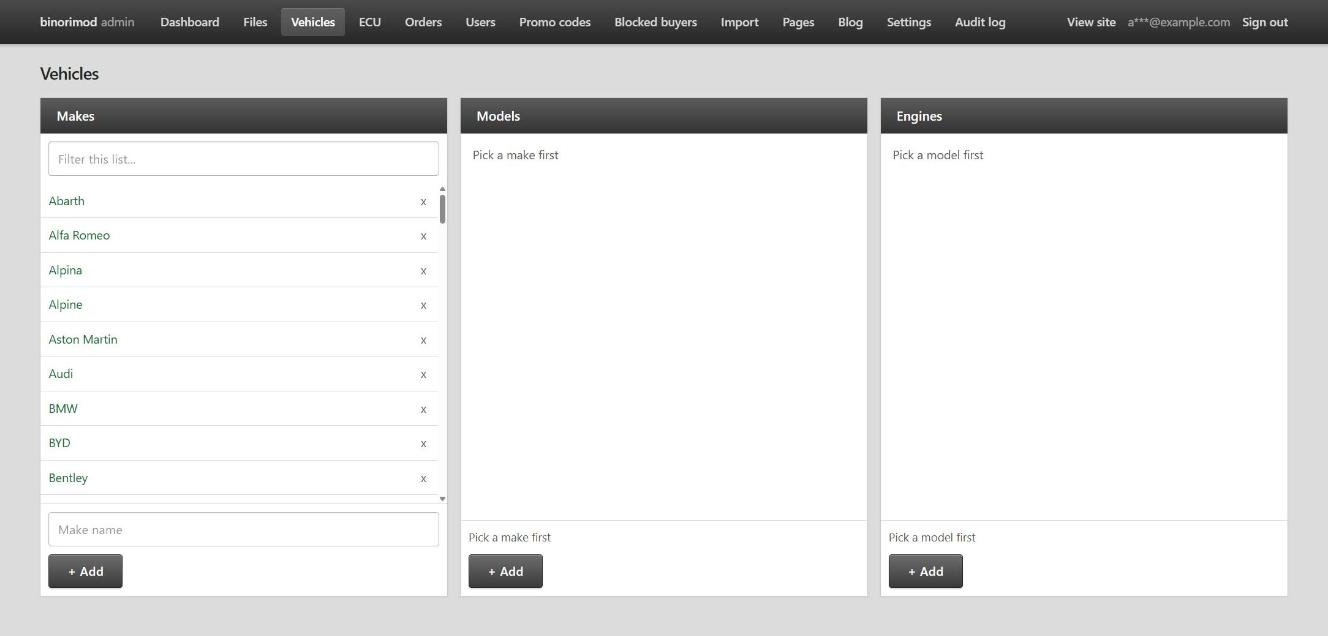 binorimod admin Dashboard Files Vehicles ECU Orders Users Promo codes Blocked buyers Import Pages Blog Settings Audit log View site a***@example.com Sign out
Vehicles
Makes
Filter this list...
Abarth x
Alfa Romeo x
Alpina x
Alpine x
Aston Martin x
Audi x
BMW x
BYD x
Bentley x
Make name
+ Add
Models
Pick a make first
Pick a make first
+ Add
Engines
Pick a model first
Pick a model first
+ Add